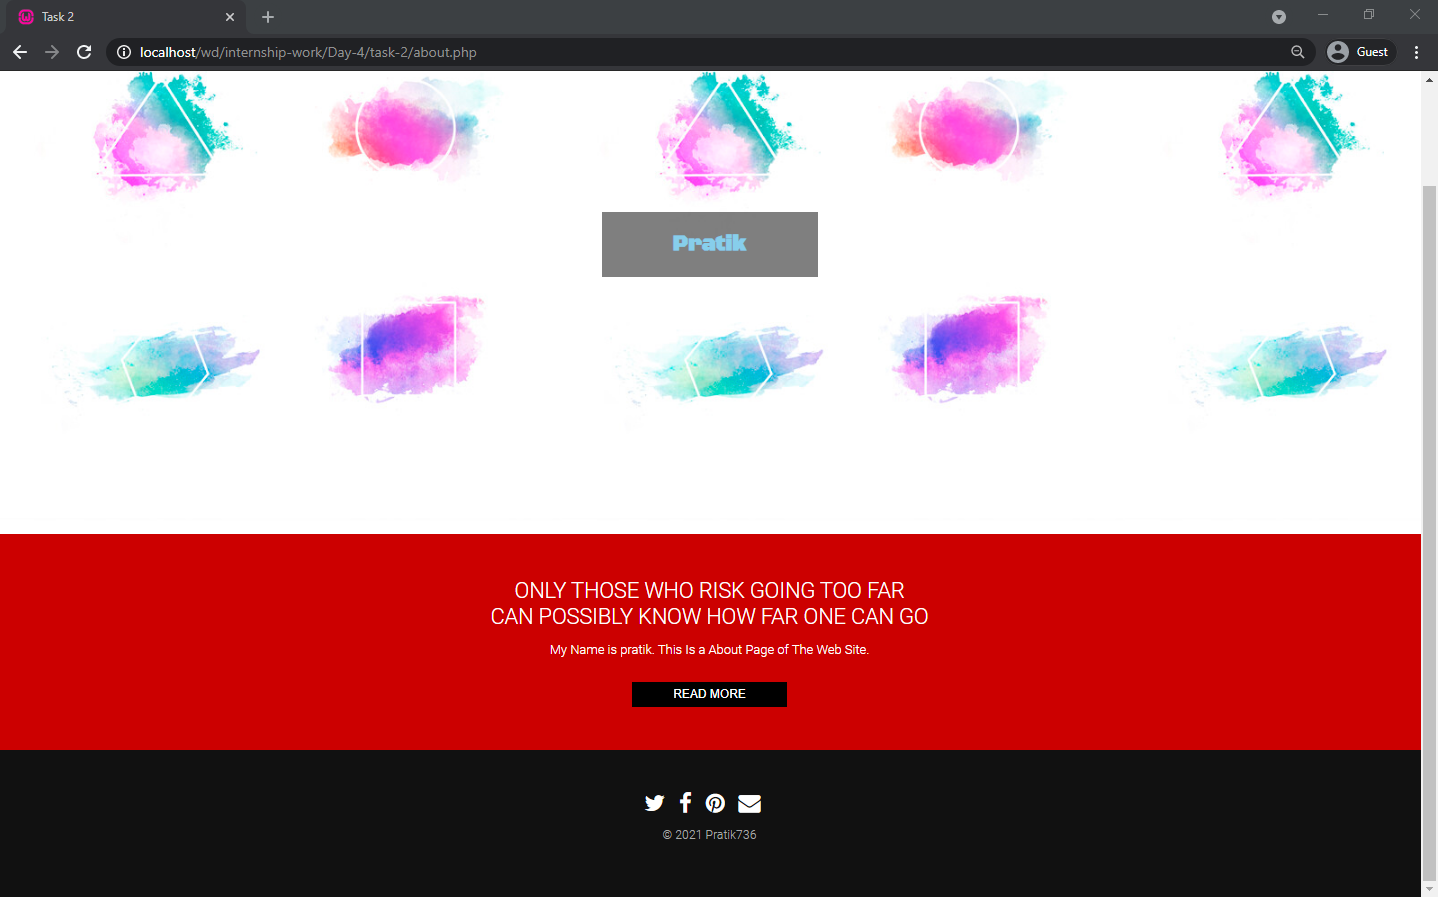 Task 2
localhost/wd/internship-work/Day-4/task-2/about.php
Guest
Pratik
ONLY THOSE WHO RISK GOING TOO FAR
CAN POSSIBLY KNOW HOW FAR ONE CAN GO
My Name is pratik. This Is a About Page of The Web Site.
READ MORE
© 2021 Pratik736